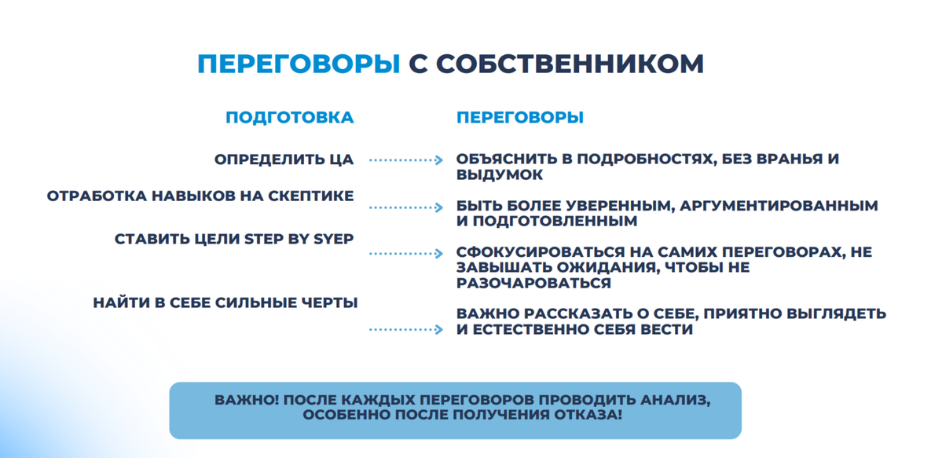 ПЕРЕГОВОРЫ С СОБСТВЕННИКОМ
ПОДГОТОВКА
ПЕРЕГОВОРЫ
ОПРЕДЕЛИТЬ ЦА
ОБЪЯСНИТЬ В ПОДРОБНОСТЯХ, БЕЗ ВРАНЬЯ И
ВЫДУМОК
ОТРАБОТКА НАВЫКОВ НА СКЕПТИКЕ
БЫТЬ БОЛЕЕ УВЕРЕННЫМ, АРГУМЕНТИРОВАННЫМ
И ПОДГОТОВЛЕННЫМ
СТАВИТЬ ЦЕЛИ STEP BY SYEP
СФОКУСИРОВАТЬСЯ НА САМИХ ПЕРЕГОВОРАХ, НЕ
ЗАВЫШАТЬ ОЖИДАНИЯ, ЧТОБЫ НЕ
РАЗОЧАРОВАТЬСЯ
НАЙТИ В СЕБЕ СИЛЬНЫЕ ЧЕРТЫ
ВАЖНО РАССКАЗАТЬ О СЕБЕ, ПРИЯТНО ВЫГЛЯДЕТЬ
И ЕСТЕСТВЕННО СЕБЯ ВЕСТИ
ВАЖНО! ПОСЛЕ КАЖДЫХ ПЕРЕГОВОРОВ ПРОВОДИТЬ АНАЛИЗ,
ОСОБЕННО ПОСЛЕ ПОЛУЧЕНИЯ ОТКАЗА!